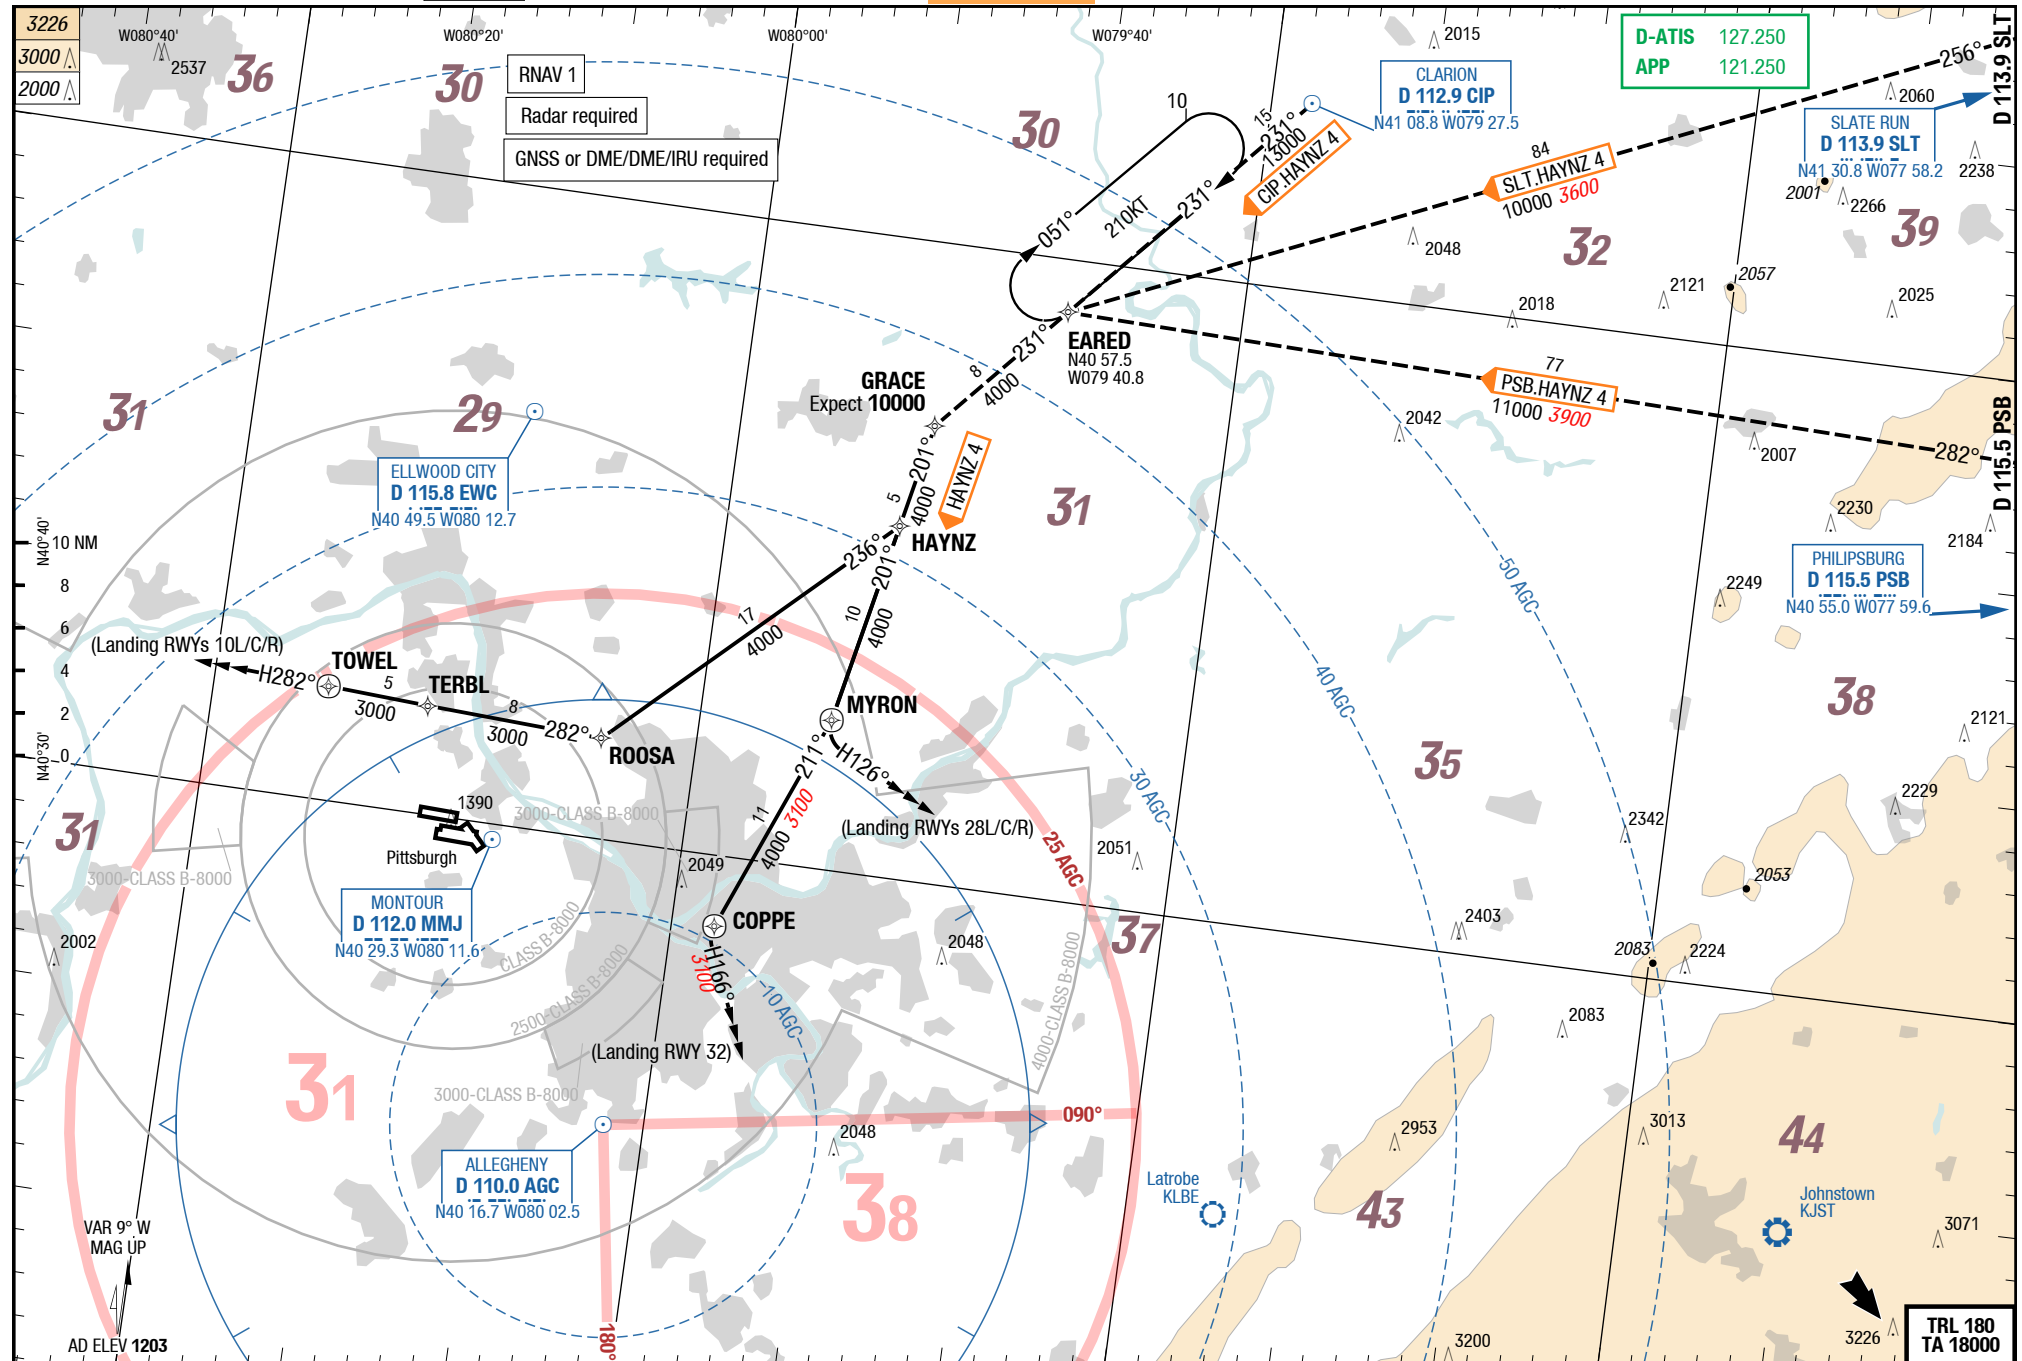 3226
3000
2000
W080°40'
W080°20'
W080°00'
W079°40'
2537
36
30
RNAV 1
Radar required
GNSS or DME/DME/IRU required
30
10
2015
CLARION
D 112.9 CIP
N41 08.8 W079 27.5
D-ATIS 127.250
APP 121.250
256°
D 113.9 SLT
2060
SLATE RUN
D 113.9 SLT
N41 30.8 W077 58.2
2238
2001
2266
39
15
231°
13000
CIP.HAYNZ 4
84
SLT.HAYNZ 4
10000 3600
32
2048
051°
210KT
231°
2057
2121
2018
2025
EARED
N40 57.5
W079 40.8
231°
8
4000
GRACE
Expect 10000
77
PSB.HAYNZ 4
11000 3900
2042
2007
282°
D 115.5 PSB
31
29
ELLWOOD CITY
D 115.8 EWC
N40 49.5 W080 12.7
201°
5
4000
HAYNZ 4
31
HAYNZ
2230
2184
N40°40'
10 NM
8
6
4
2
0
N40°30'
236°
201°
17
4000
10
4000
50 AGC
2249
PHILIPSBURG
D 115.5 PSB
N40 55.0 W077 59.6
(Landing RWYs 10L/C/R)
H282°
TOWEL
5
3000
TERBL
8
3000
282°
ROOSA
MYRON
H126°
211°
11
4000 3100
(Landing RWYs 28L/C/R)
40 AGC
30 AGC
25 AGC
35
38
2121
2229
2342
31
1390
Pittsburgh
3000-CLASS B-8000
3000-CLASS B-8000
2049
2051
2053
MONTOUR
D 112.0 MMJ
N40 29.3 W080 11.6
2002
CLASS B-8000
2500-CLASS B-8000
COPPE
H166°
3100
10 AGC
2048
4000-CLASS B-8000
37
2403
2083
2224
2083
(Landing RWY 32)
3000-CLASS B-8000
31
090°
2048
2953
3013
44
ALLEGHENY
D 110.0 AGC
N40 16.7 W080 02.5
38
Latrobe
KLBE
43
Johnstown
KJST
3071
VAR 9° W
MAG UP
AD ELEV 1203
180°
3200
3226
TRL 180
TA 18000